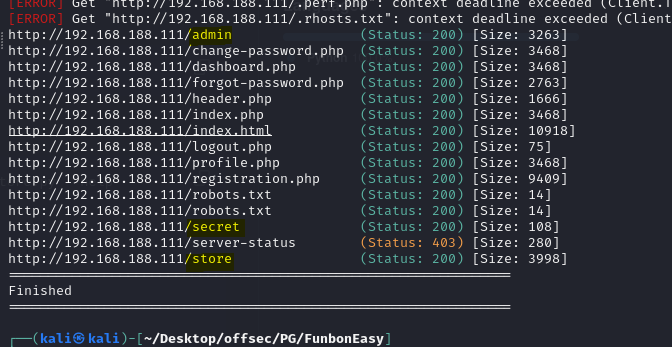 [ERROR] Get "http://192.168.188.111/.perf.php": context deadline exceeded (Client.T
[ERROR] Get "http://192.168.188.111/.rhosts.txt": context deadline exceeded (Client
http://192.168.188.111/admin (Status: 200) [Size: 3263]
http://192.168.188.111/change-password.php (Status: 200) [Size: 3468]
http://192.168.188.111/dashboard.php (Status: 200) [Size: 3468]
http://192.168.188.111/forgot-password.php (Status: 200) [Size: 2763]
http://192.168.188.111/header.php (Status: 200) [Size: 1666]
http://192.168.188.111/index.php (Status: 200) [Size: 3468]
http://192.168.188.111/index.html (Status: 200) [Size: 10918]
http://192.168.188.111/logout.php (Status: 200) [Size: 75]
http://192.168.188.111/profile.php (Status: 200) [Size: 3468]
http://192.168.188.111/registration.php (Status: 200) [Size: 9409]
http://192.168.188.111/robots.txt (Status: 200) [Size: 14]
http://192.168.188.111/robots.txt (Status: 200) [Size: 14]
http://192.168.188.111/secret (Status: 200) [Size: 108]
http://192.168.188.111/server-status (Status: 403) [Size: 280]
http://192.168.188.111/store (Status: 200) [Size: 3998]
===============================================================
Finished
===============================================================
┌──(kali㉿kali)-[~/Desktop/offsec/PG/FunbonEasy]